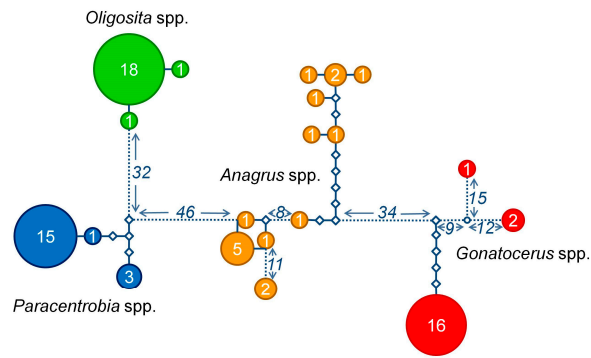 Oligosita spp.
18 1
1 2 1
1
1
1 1
32
Anagrus spp.
1
15
46 8 34
1 1 2
15 1
5 1
9 12
3
11
Gonatocerus spp.
2
Paracentrobia spp.
16